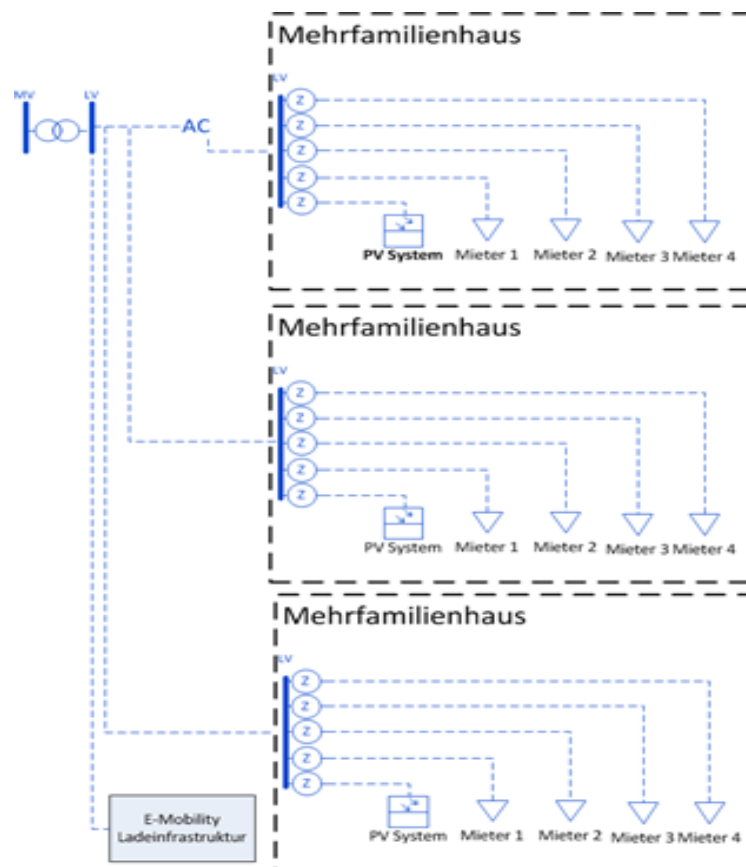 Mehrfamilienhaus
MV LV AC LV
Z
Z
Z
Z
Z
PV System Mieter 1 Mieter 2 Mieter 3 Mieter 4
Mehrfamilienhaus
LV
Z
Z
Z
Z
Z
PV System Mieter 1 Mieter 2 Mieter 3 Mieter 4
Mehrfamilienhaus
LV
Z
Z
Z
Z
Z
PV System Mieter 1 Mieter 2 Mieter 3 Mieter 4
E-Mobility
Ladeinfrastruktur